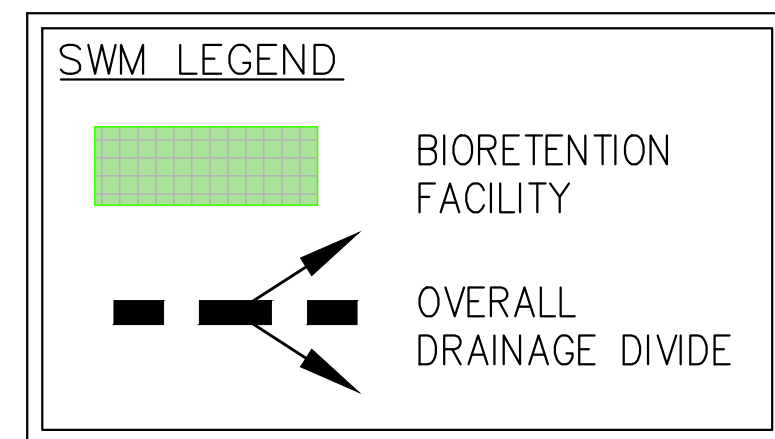 SWM LEGEND
BIORETENTION
FACILITY
OVERALL
DRAINAGE DIVIDE